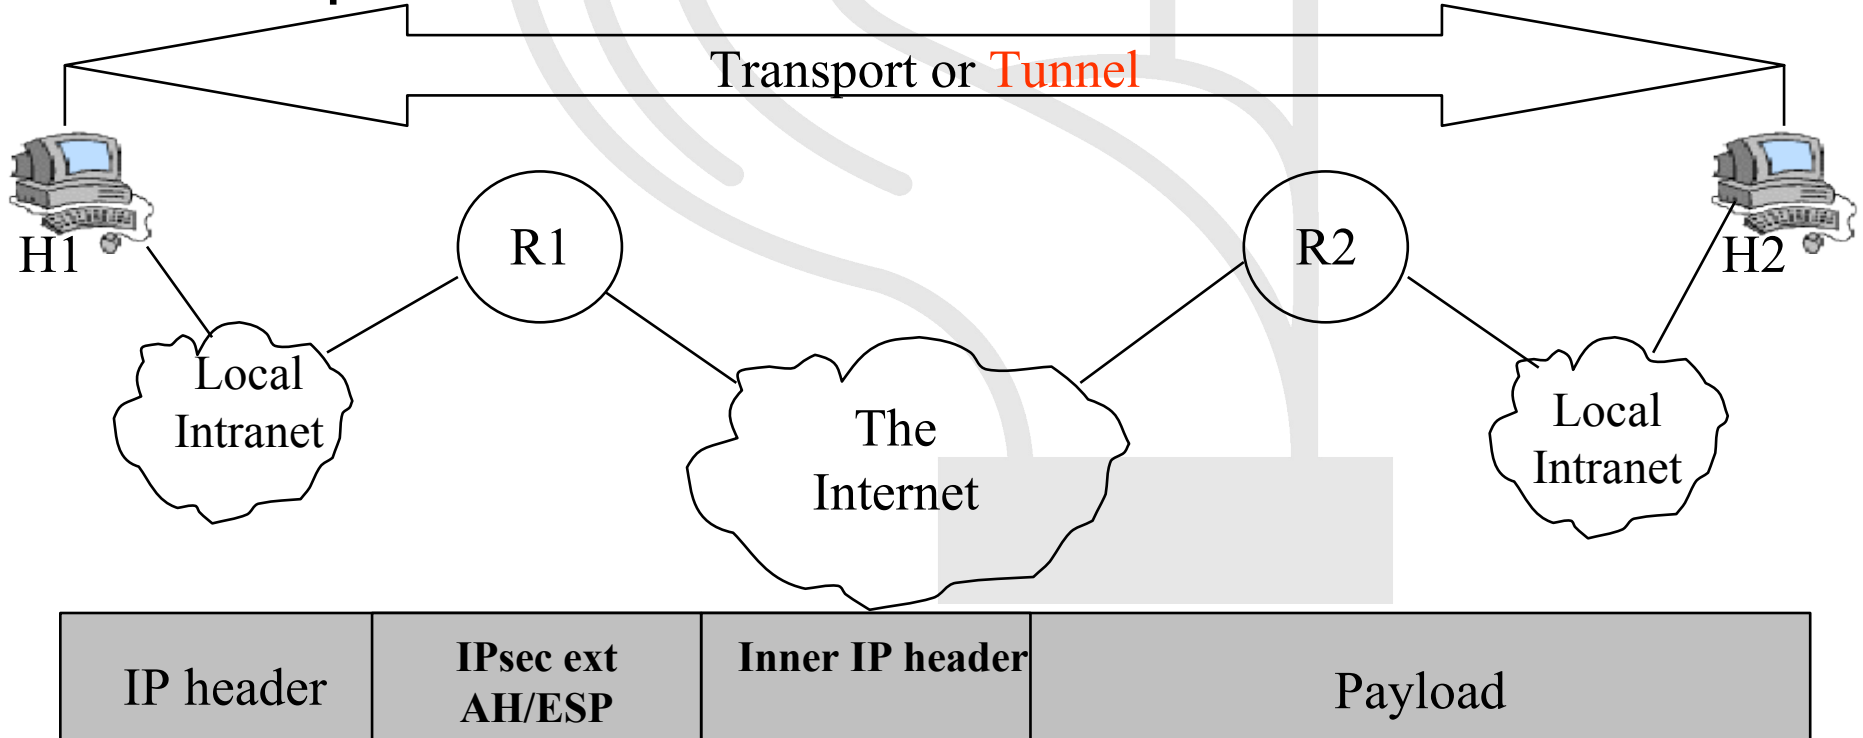 Transport or Tunnel
H1
R1
R2
H2
Local
Intranet
The
Internet
Local
Intranet
IP header
IPsec ext
AH/ESP
Inner IP header
Payload